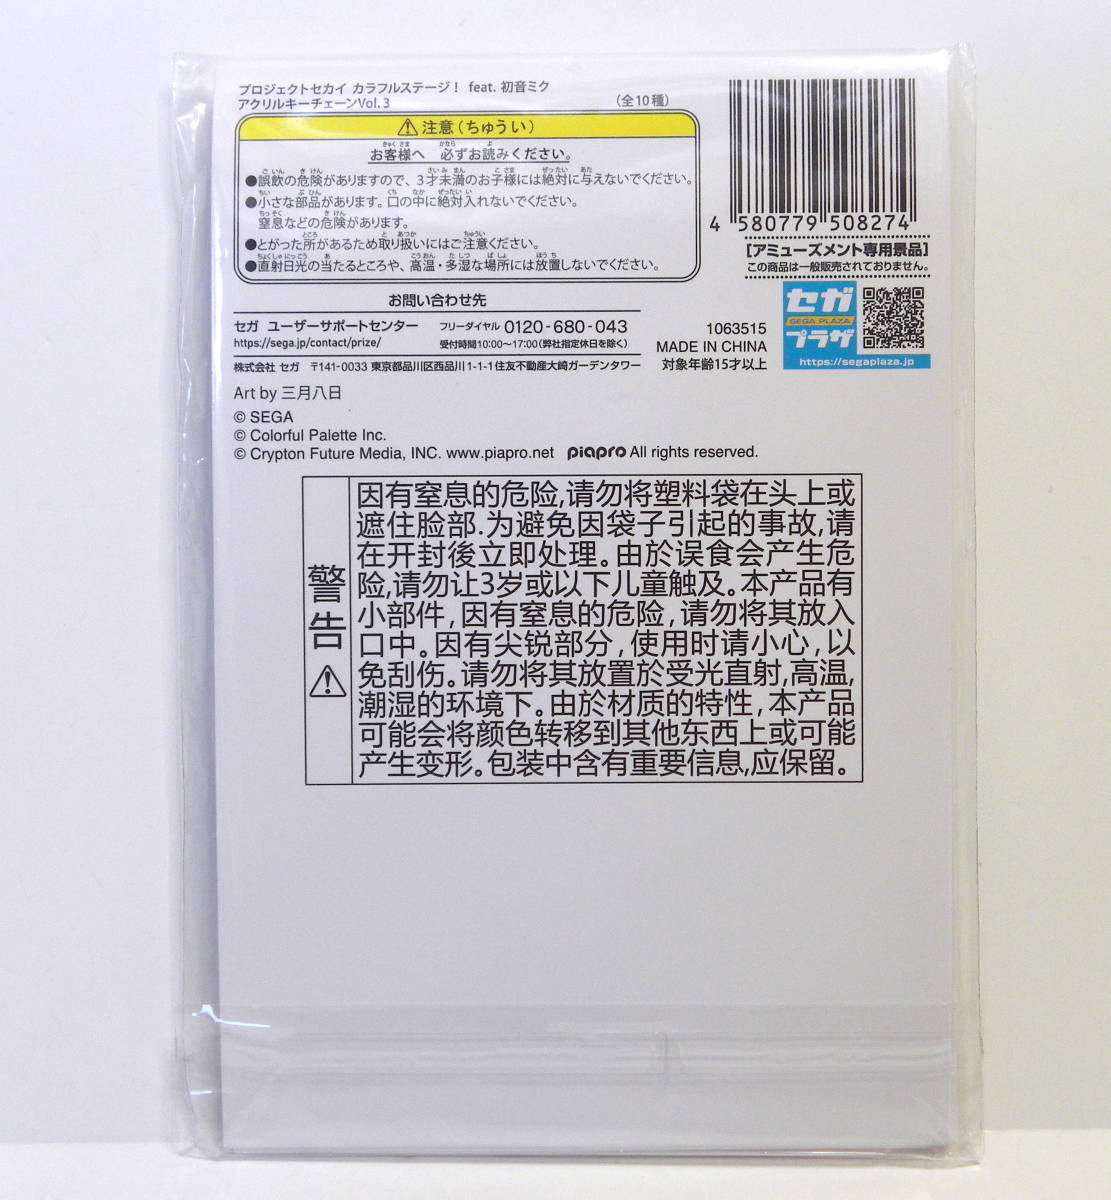 プロジェクトセカイ カラフルステージ! feat. 初音ミク
アクリルキーチェーンVol.3 (全10種)
注意(ちゅうい)
お客様へ 必ずお読みください。
●誤飲の危険がありますので、3才未満のお子様には絶対に与えないでください。
●小さな部品があります。口の中に絶対入れないでください。
窒息などの危険があります。
●とがった所があるため取り扱いにはご注意ください。
●直射日光の当たるところや、高温・多湿な場所には放置しないでください。
4 580779 508274
[アミューズメント専用景品]
この商品は一般販売されておりません。
お問い合わせ先
セガ ユーザーサポートセンター フリーダイヤル 0120-680-043
https://sega.jp/contact/prize/ 受付時間10:00~17:00(弊社指定休日を除く)
株式会社 セガ 〒141-0033 東京都品川区西品川1-1-1住友不動産大崎ガーデンタワー
1063515
MADE IN CHINA
対象年齢15才以上
セガ
SEGA PLAZA
プラザ
https://segaplaza.jp
Art by 三月八日
© SEGA
© Colorful Palette Inc.
© Crypton Future Media, INC. www.piapro.net piapro All rights reserved.
警告
因有窒息的危险,请勿将塑料袋在头上或
遮住脸部.为避免因袋子引起的事故,请
在开封後立即处理。由於误食会产生危
险,请勿让3岁或以下儿童触及。本产品有
小部件,因有窒息的危险,请勿将其放入
口中。因有尖锐部分,使用时请小心,以
免刮伤。请勿将其放置於受光直射,高温,
潮湿的环境下。由於材质的特性,本产品
可能会将颜色转移到其他东西上或可能
产生变形。包装中含有重要信息,应保留。